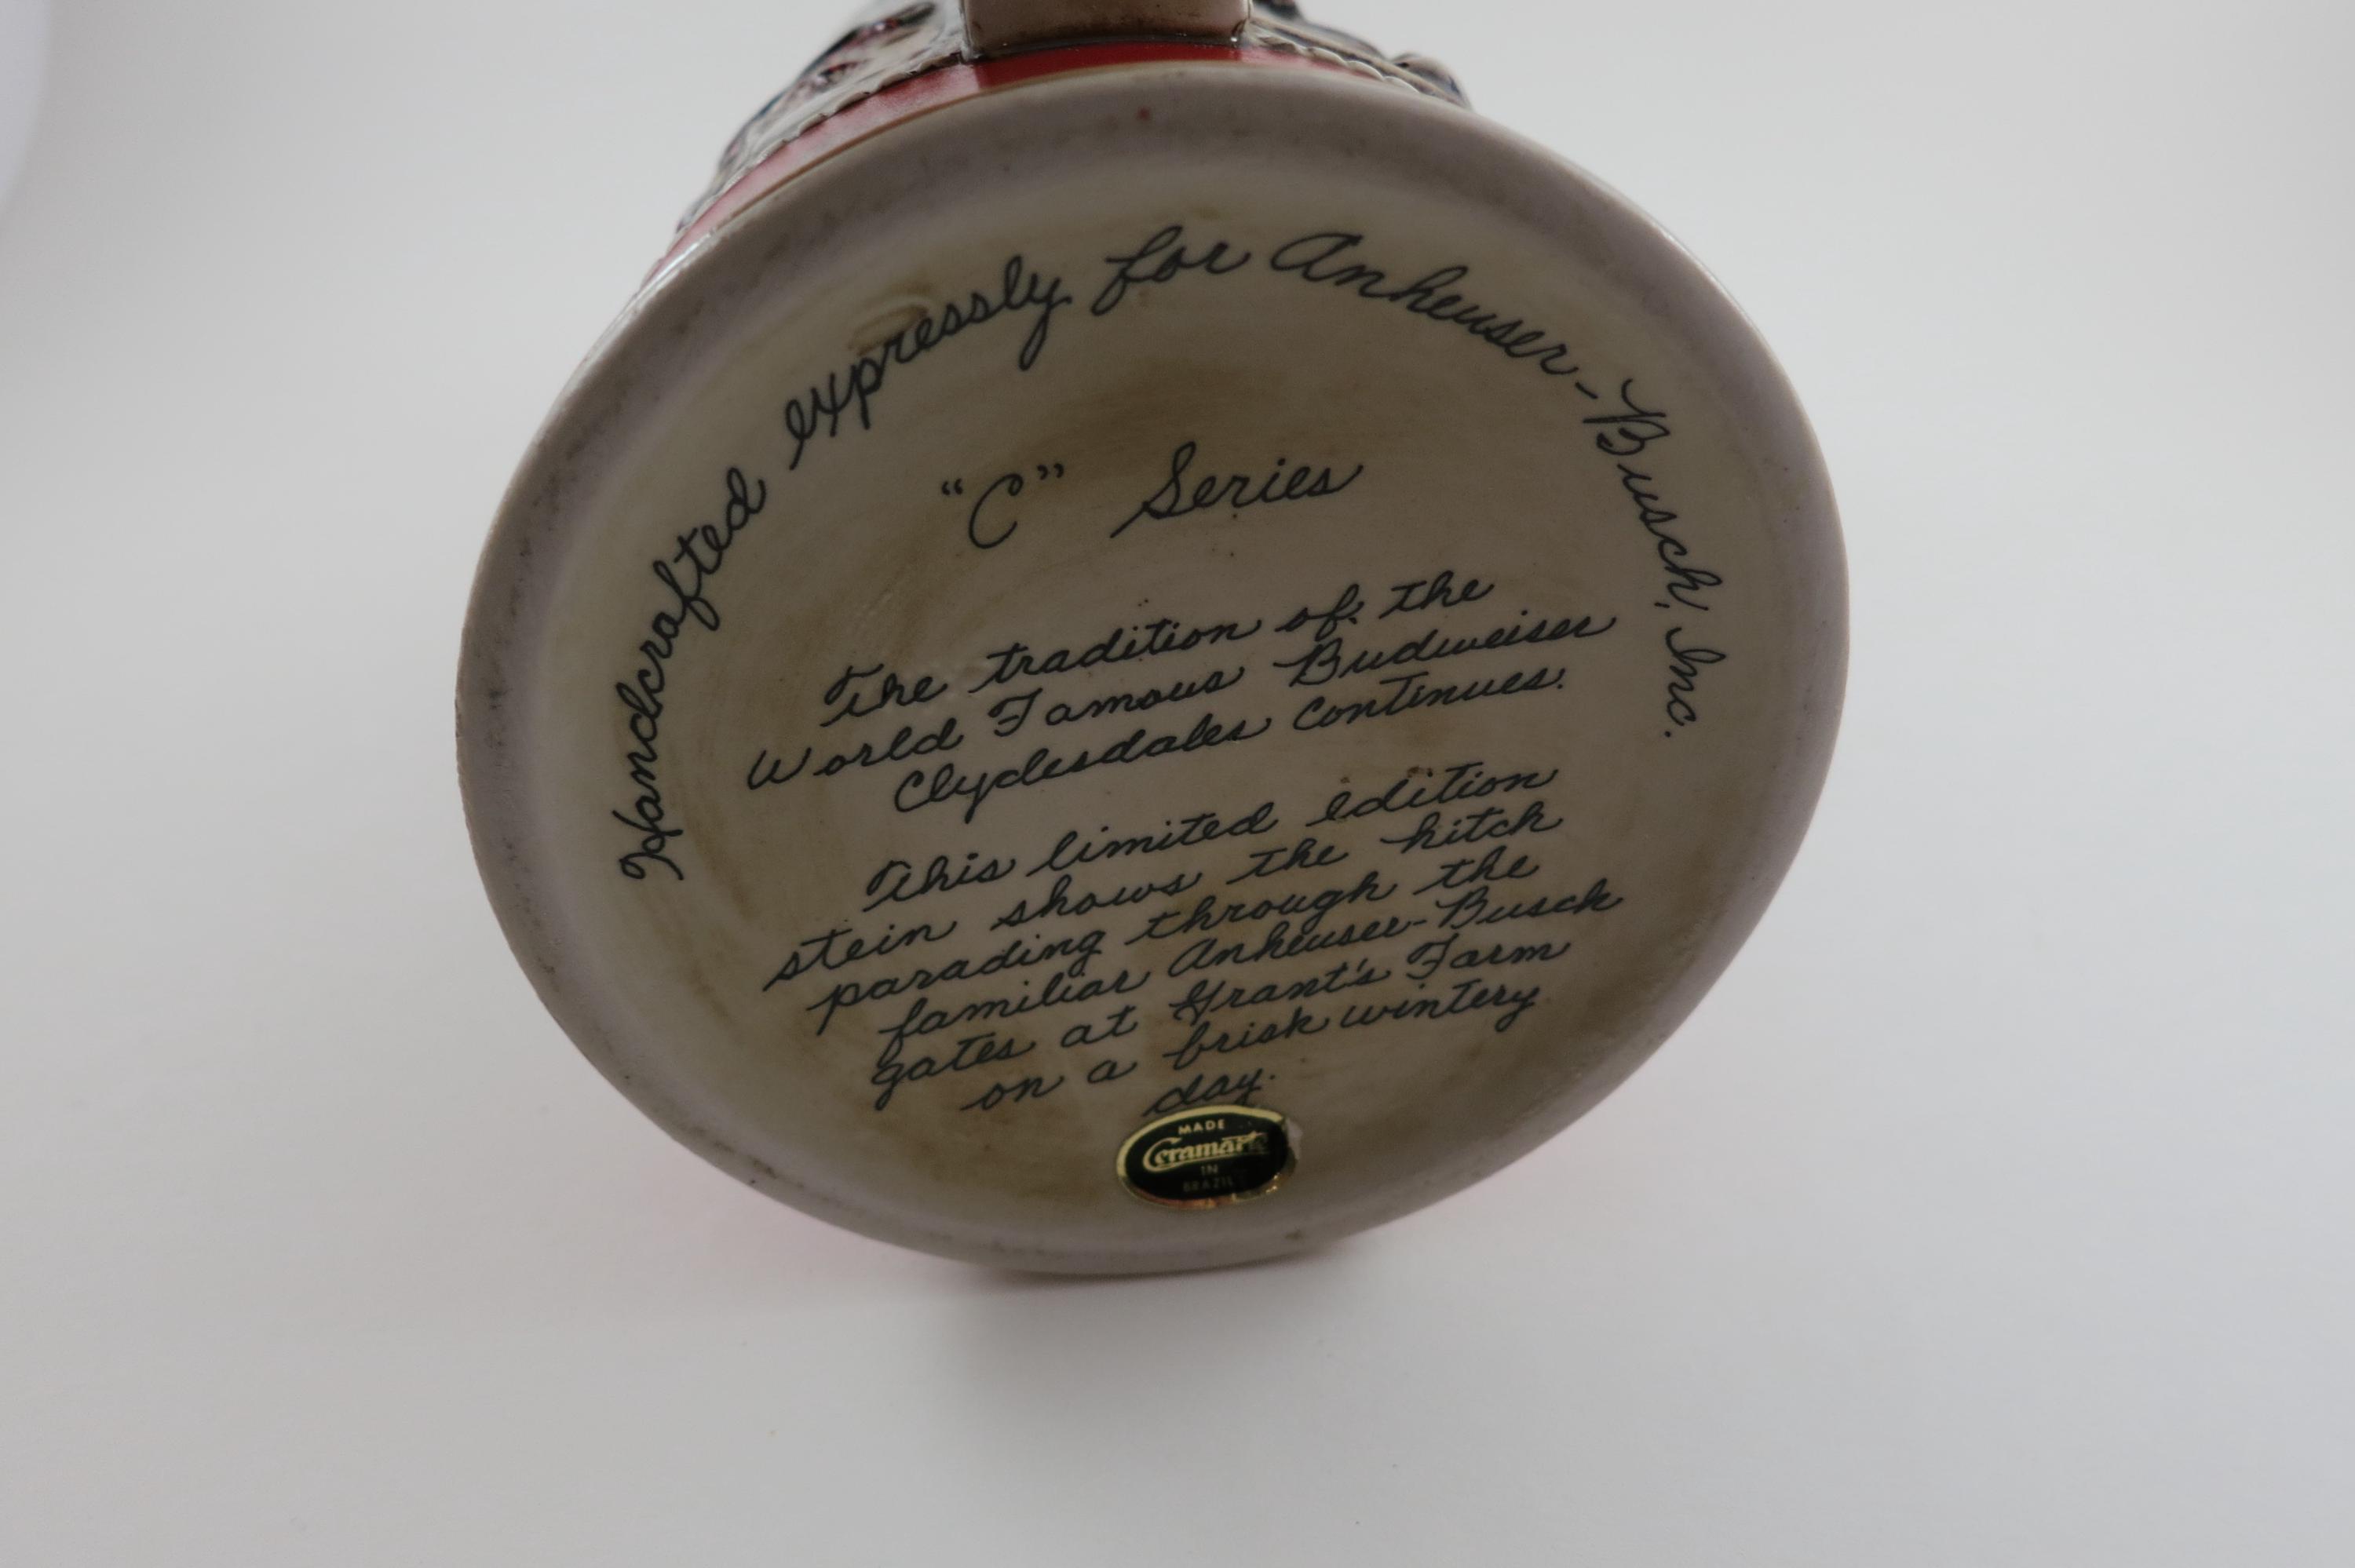 Handcrafted expressly for Anheuser-Busch, Inc.
"C" Series
The tradition of the
World Famous Budweiser
Clydesdales continues.
This limited edition
stein shows the hitch
parading through the
familiar Anheuser-Busch
gates at Grant's Farm
on a brisk wintery
day.
MADE
Ceramarte
IN
BRAZIL